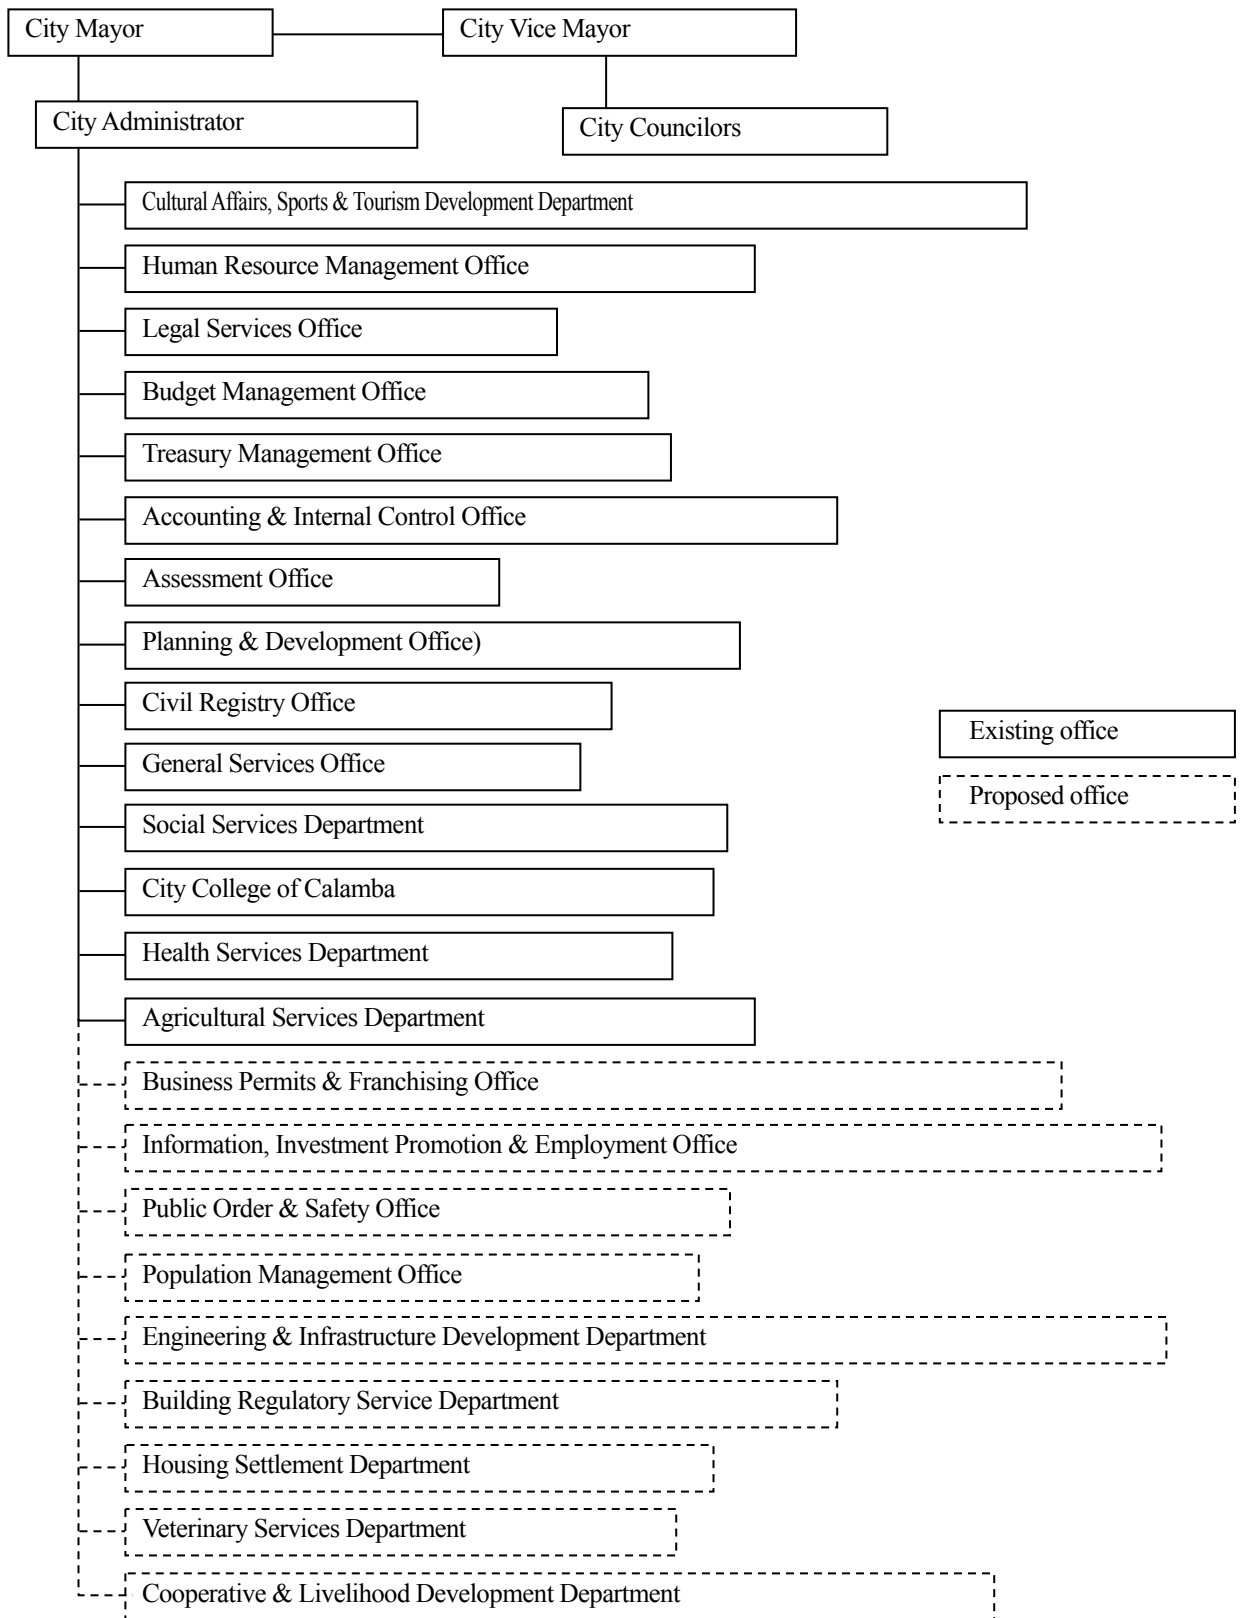 City Mayor
City Vice Mayor
City Administrator
City Councilors
Cultural Affairs, Sports & Tourism Development Department
Human Resource Management Office
Legal Services Office
Budget Management Office
Treasury Management Office
Accounting & Internal Control Office
Assessment Office
Planning & Development Office)
Civil Registry Office
General Services Office
Social Services Department
City College of Calamba
Health Services Department
Agricultural Services Department
Business Permits & Franchising Office
Information, Investment Promotion & Employment Office
Public Order & Safety Office
Population Management Office
Engineering & Infrastructure Development Department
Building Regulatory Service Department
Housing Settlement Department
Veterinary Services Department
Cooperative & Livelihood Development Department
Existing office
Proposed office